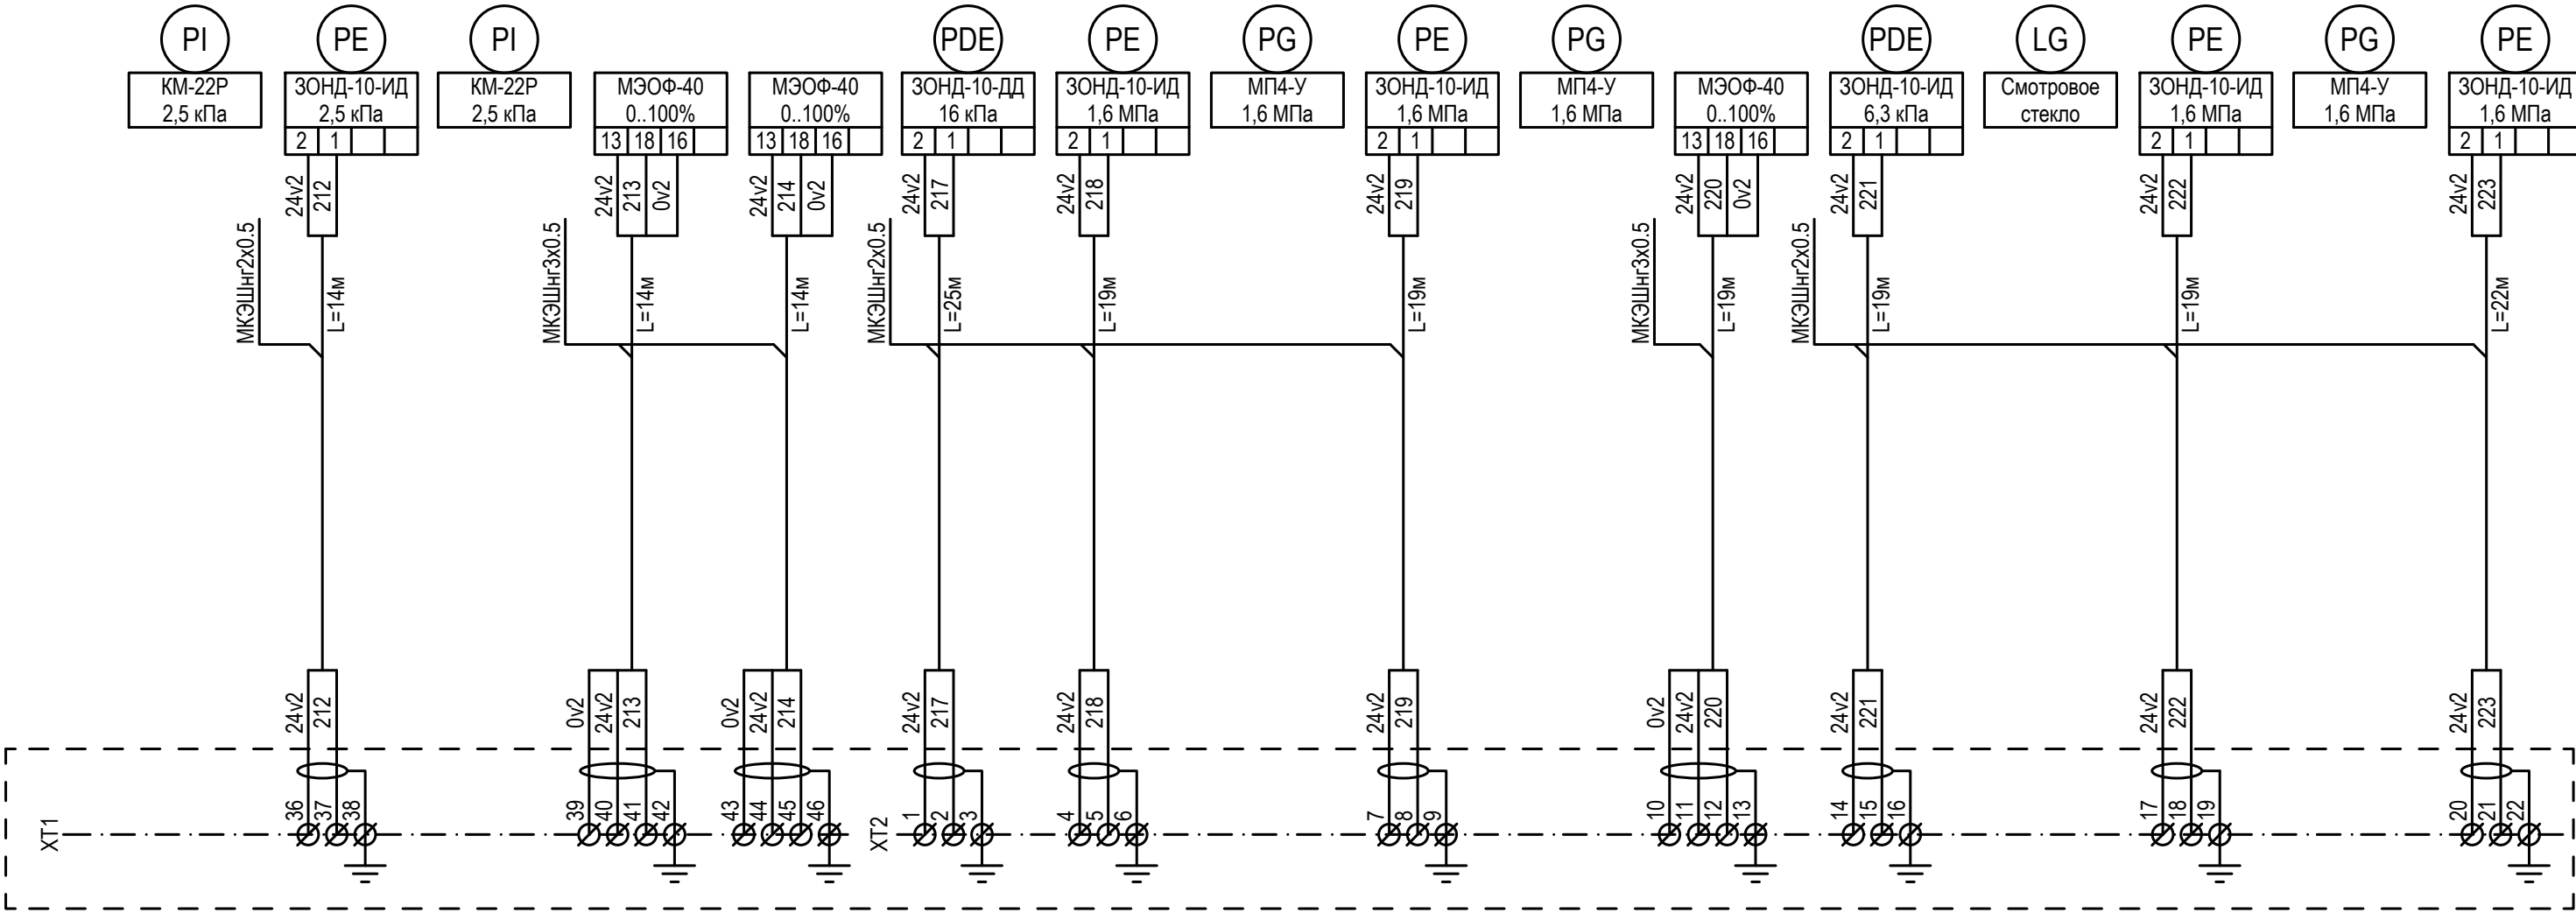 PI
PE
PI
PDE
PE
PG
PE
PG
PDE
LG
PE
PG
PE
КМ-22Р
2,5 кПа
ЗОНД-10-ИД
2,5 кПа
2 1
КМ-22Р
2,5 кПа
МЭОФ-40
0..100%
13 18 16
МЭОФ-40
0..100%
13 18 16
ЗОНД-10-ДД
16 кПа
2 1
ЗОНД-10-ИД
1,6 МПа
2 1
МП4-У
1,6 МПа
ЗОНД-10-ИД
1,6 МПа
2 1
МП4-У
1,6 МПа
МЭОФ-40
0..100%
13 18 16
ЗОНД-10-ИД
6,3 кПа
2 1
Смотровое
стекло
ЗОНД-10-ИД
1,6 МПа
2 1
МП4-У
1,6 МПа
ЗОНД-10-ИД
1,6 МПа
2 1
24v2
212
24v2
213
0v2
24v2
214
0v2
24v2
217
24v2
218
24v2
219
24v2
220
0v2
24v2
221
24v2
222
24v2
223
МКЭШнг2х0.5
L=14м
МКЭШнг3х0.5
L=14м
L=14м
МКЭШнг2х0.5
L=25м
L=19м
L=19м
МКЭШнг3х0.5
L=19м
МКЭШнг2х0.5
L=19м
L=19м
L=22м
24v2
212
0v2
24v2
213
0v2
24v2
214
24v2
217
24v2
218
24v2
219
0v2
24v2
220
24v2
221
24v2
222
24v2
223
XT1
36
37
38
39
40
41
42
43
44
45
46
XT2
1
2
3
4
5
6
7
8
9
10
11
12
13
14
15
16
17
18
19
20
21
22